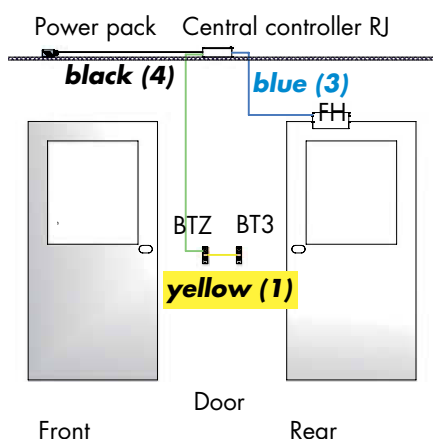 Power pack Central controller RJ
black (4) blue (3)
FH
BTZ BT3
yellow (1)
Door
Front Rear